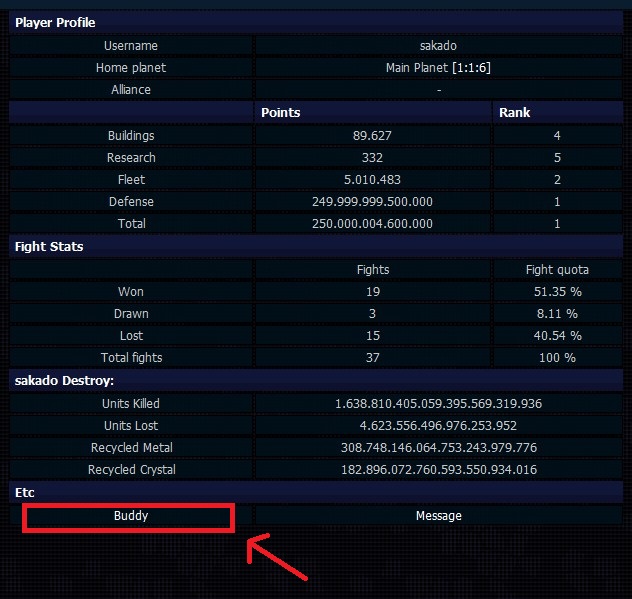 Player Profile
Username sakado
Home planet Main Planet [1:1:6]
Alliance -
Points Rank
Buildings 89.627 4
Research 332 5
Fleet 5.010.483 2
Defense 249.999.999.500.000 1
Total 250.000.004.600.000 1
Fight Stats
Fights Fight quota
Won 19 51.35 %
Drawn 3 8.11 %
Lost 15 40.54 %
Total fights 37 100 %
sakado Destroy:
Units Killed 1.638.810.405.059.395.569.319.936
Units Lost 4.623.556.496.976.253.952
Recycled Metal 308.748.146.064.753.243.979.776
Recycled Crystal 182.896.072.760.593.550.934.016
Etc
Buddy Message